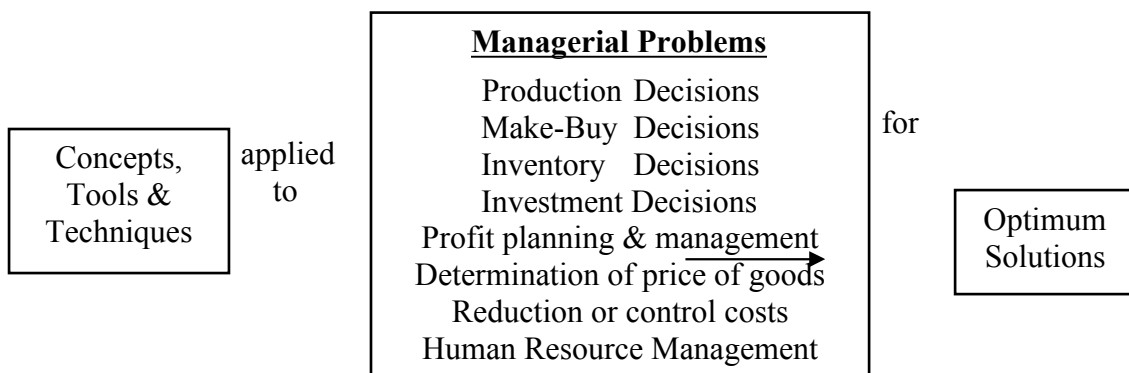 Concepts,
Tools &
Techniques
applied
to
Managerial Problems
Production Decisions
Make-Buy Decisions
Inventory Decisions
Investment Decisions
Profit planning & management
Determination of price of goods
Reduction or control costs
Human Resource Management
for
Optimum
Solutions